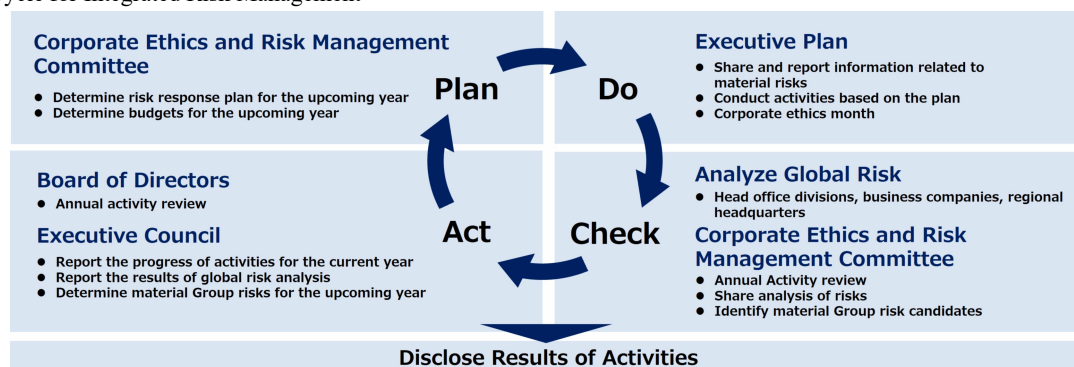 Corporate Ethics and Risk Management
Committee
● Determine risk response plan for the upcoming year
● Determine budgets for the upcoming year
Plan
Do
Executive Plan
● Share and report information related to
material risks
● Conduct activities based on the plan
● Corporate ethics month
Board of Directors
● Annual activity review
Executive Council
● Report the progress of activities for the current year
● Report the results of global risk analysis
● Determine material Group risks for the upcoming year
Act
Check
Analyze Global Risk
● Head office divisions, business companies, regional
headquarters
Corporate Ethics and Risk
Management Committee
● Annual Activity review
● Share analysis of risks
● Identify material Group risk candidates
Disclose Results of Activities